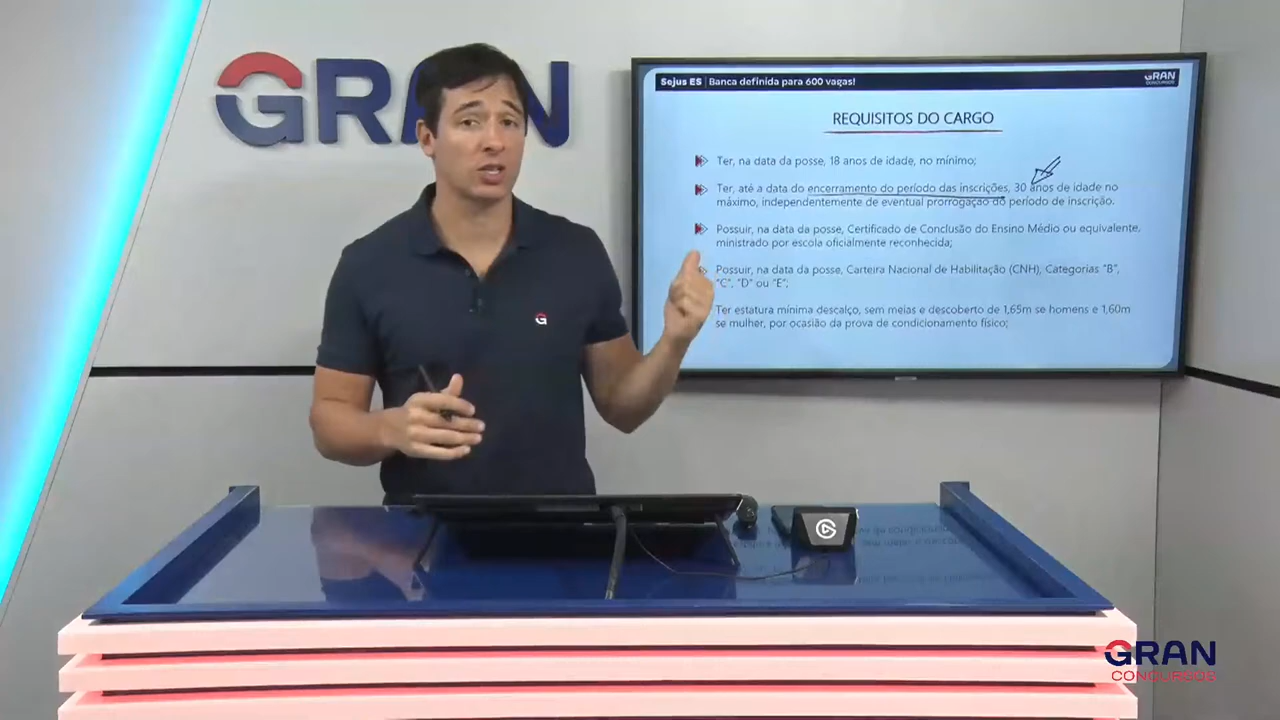 GRAN
Sejus ES | Banca definida para 600 vagas!
GRAN
CONCURSOS
REQUISITOS DO CARGO
Ter, na data da posse, 18 anos de idade, no mínimo;
Ter, até a data do encerramento do período das inscrições, 30 anos de idade no
máximo, independentemente de eventual prorrogação do período de inscrição.
Possuir, na data da posse, Certificado de Conclusão do Ensino Médio ou equivalente,
ministrado por escola oficialmente reconhecida;
Possuir, na data da posse, Carteira Nacional de Habilitação (CNH), Categorias "B",
"C", "D" ou "E";
Ter estatura mínima descalço, sem meias e descoberto de 1,65m se homens e 1,60m
se mulher, por ocasião da prova de condicionamento físico;
GRAN
CONCURSOS